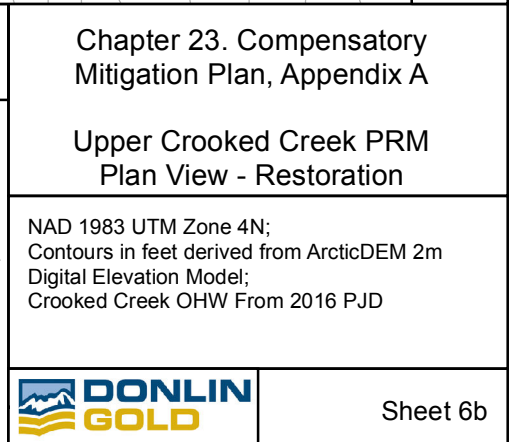 Chapter 23. Compensatory
Mitigation Plan, Appendix A
Upper Crooked Creek PRM
Plan View - Restoration
NAD 1983 UTM Zone 4N;
Contours in feet derived from ArcticDEM 2m
Digital Elevation Model;
Crooked Creek OHW From 2016 PJD
DONLIN
GOLD
Sheet 6b